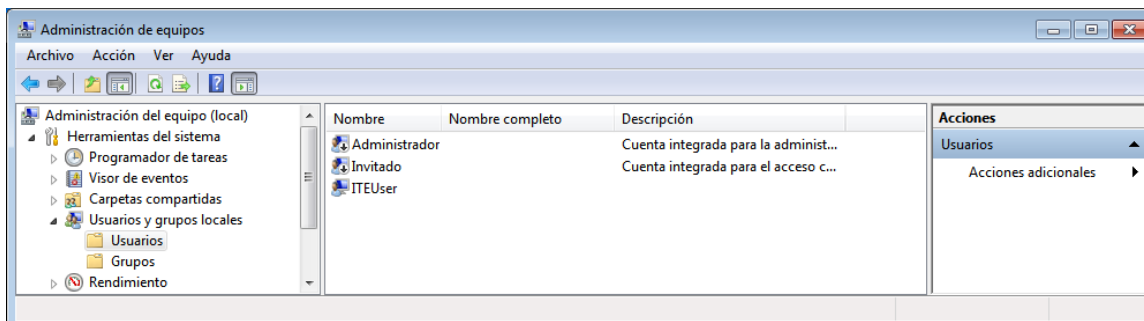 Administración de equipos
Archivo Acción Ver Ayuda
Administración del equipo (local)
Herramientas del sistema
Programador de tareas
Visor de eventos
Carpetas compartidas
Usuarios y grupos locales
Usuarios
Grupos
Rendimiento
Nombre Nombre completo Descripción
Administrador Cuenta integrada para la administ...
Invitado Cuenta integrada para el acceso c...
ITEUser
Acciones
Usuarios
Acciones adicionales